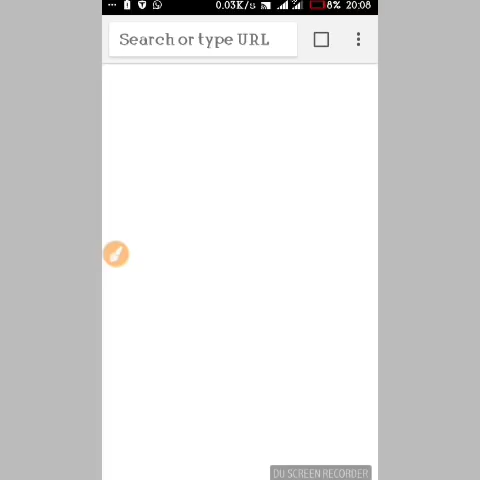 0.03K/s 8% 20:08
Search or type URL
DU SCREEN RECORDER